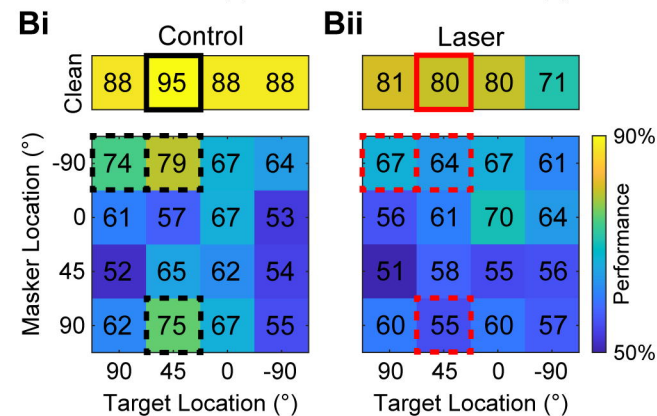 Bi
Control
Clean
88 95 88 88
Masker Location (°)
-90 74 79 67 64
0 61 57 67 53
45 52 65 62 54
90 62 75 67 55
90 45 0 -90
Target Location (°)
Bii
Laser
81 80 80 71
67 64 67 61
56 61 70 64
51 58 55 56
60 55 60 57
90 45 0 -90
Target Location (°)
90%
Performance
50%